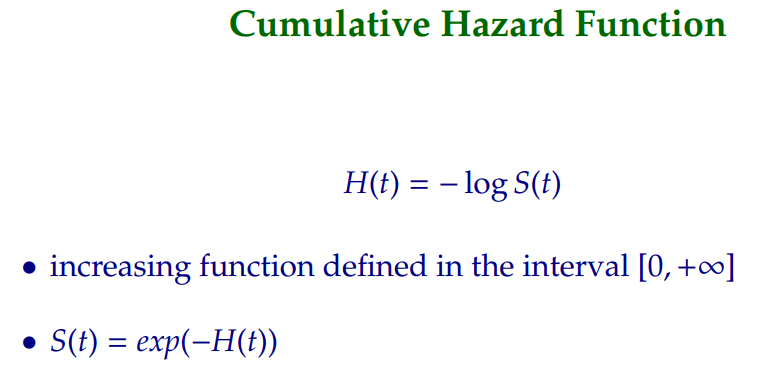 Cumulative Hazard Function
H(t) = − log S(t)
• increasing function defined in the interval [0, +∞]
• S(t) = exp(−H(t))